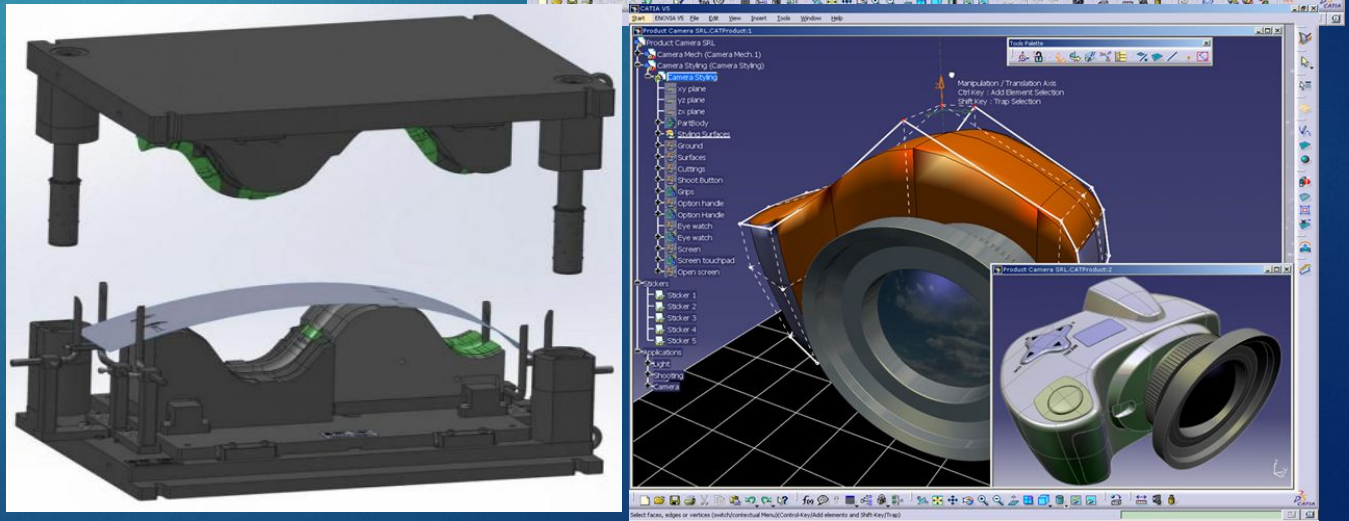 CATIA V5
Start ENOVIA V5 File Edit View Insert Tools Window Help
Product Camera SRL.CATProduct:1
Product Camera SRL
Camera Mech (Camera Mech.1)
Camera Styling (Camera Styling)
Camera Styling
xy plane
yz plane
zx plane
PartBody
Styling Surfaces
Ground
Surfaces
Cuttings
Shoot Button
Grips
Option handle
Option Handle
Eye watch
Eye watch
Screen
Screen touchpad
Open screen
Stickers
Sticker 1
Sticker 2
Sticker 3
Sticker 4
Sticker 5
Applications
Light
Shooting
Camera
Tools Palette
Manipulation / Translation Axis
Ctrl Key : Add Element Selection
Shift Key : Trap Selection
Product Camera SRL.CATProduct:2
Select faces, edges or vertices (switch/contextual Menu)(Control-Key/Add elements and Shift-Key/Trap)
CATIA